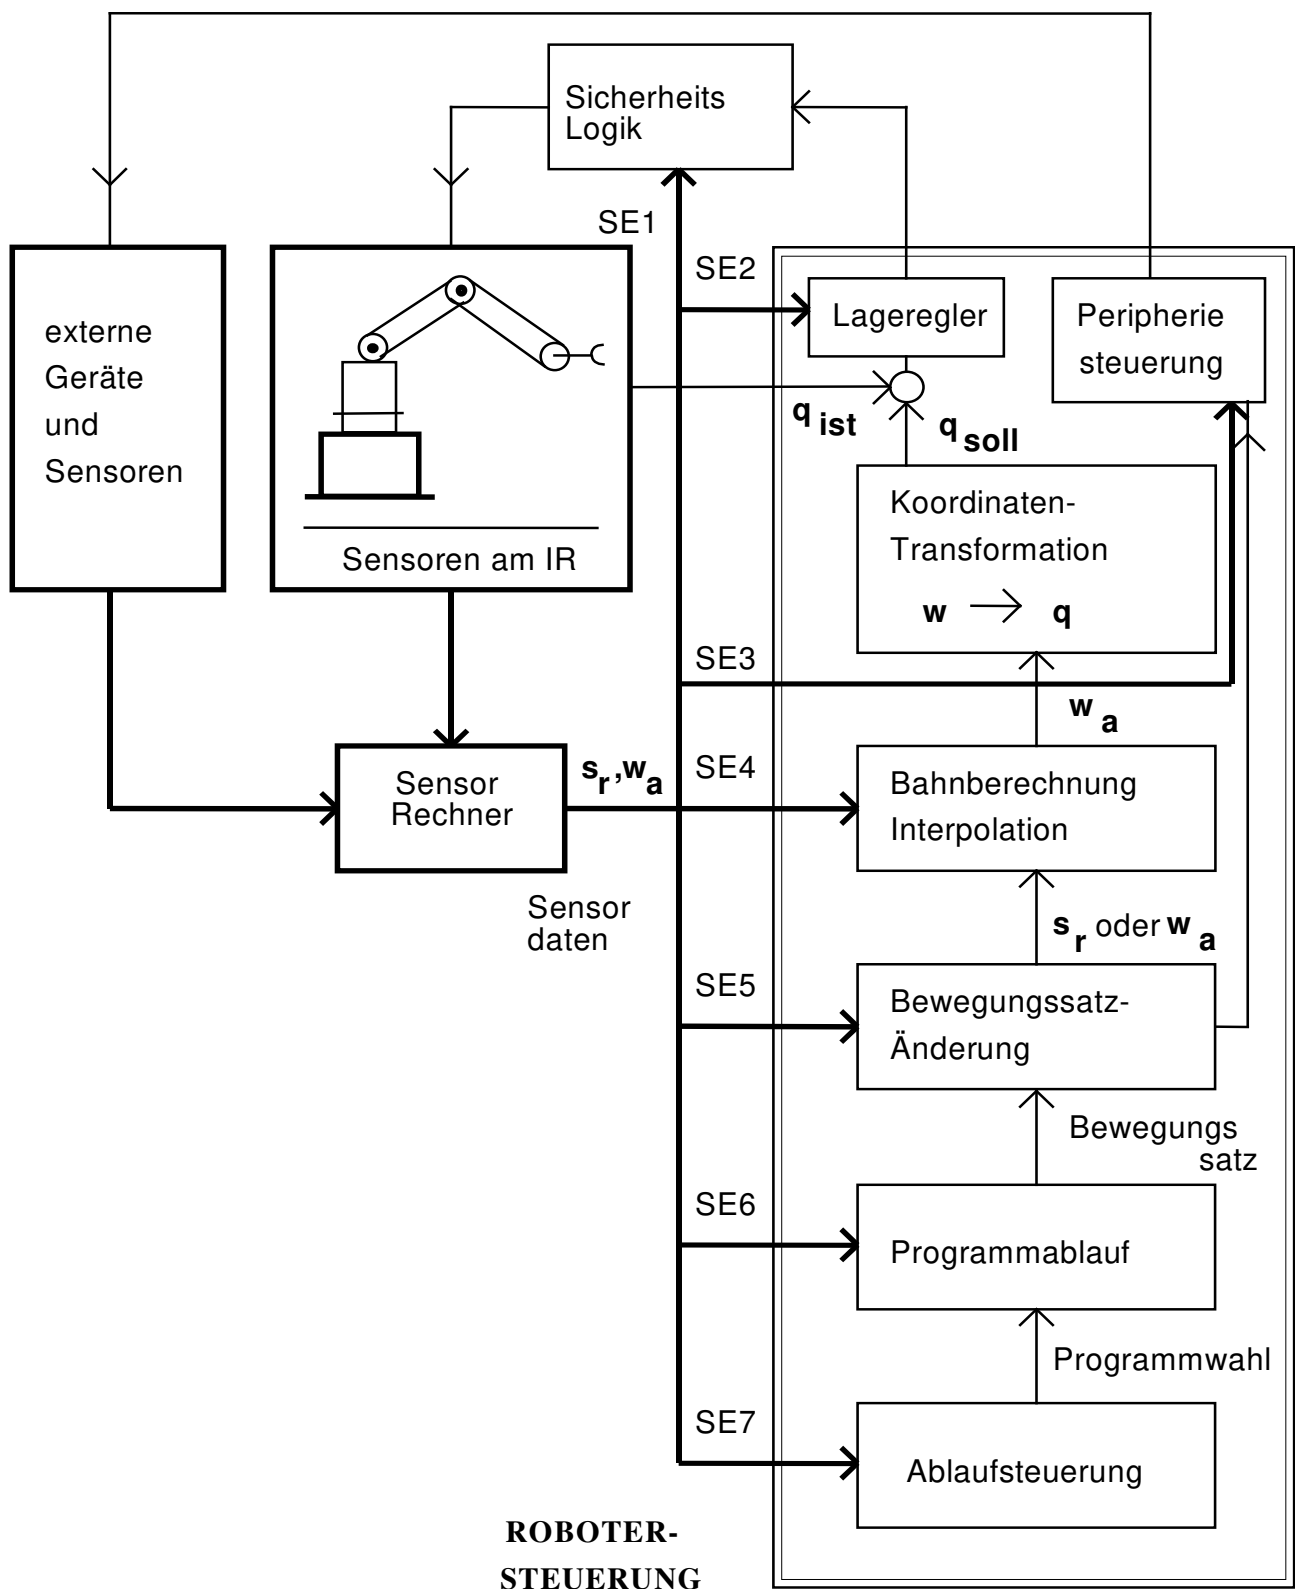 Sicherheits
Logik
SE1
SE2
externe
Geräte
und
Sensoren
Lageregler
Peripherie
steuerung
q ist
q soll
Koordinaten-
Transformation
w q
Sensoren am IR
SE3
w a
Sensor
Rechner
s r , w a
SE4
Bahnberechnung
Interpolation
Sensor
daten
s r oder w a
SE5
Bewegungssatz-
Änderung
Bewegungs
satz
SE6
Programmablauf
Programmwahl
SE7
Ablaufsteuerung
ROBOTER-
STEUERUNG